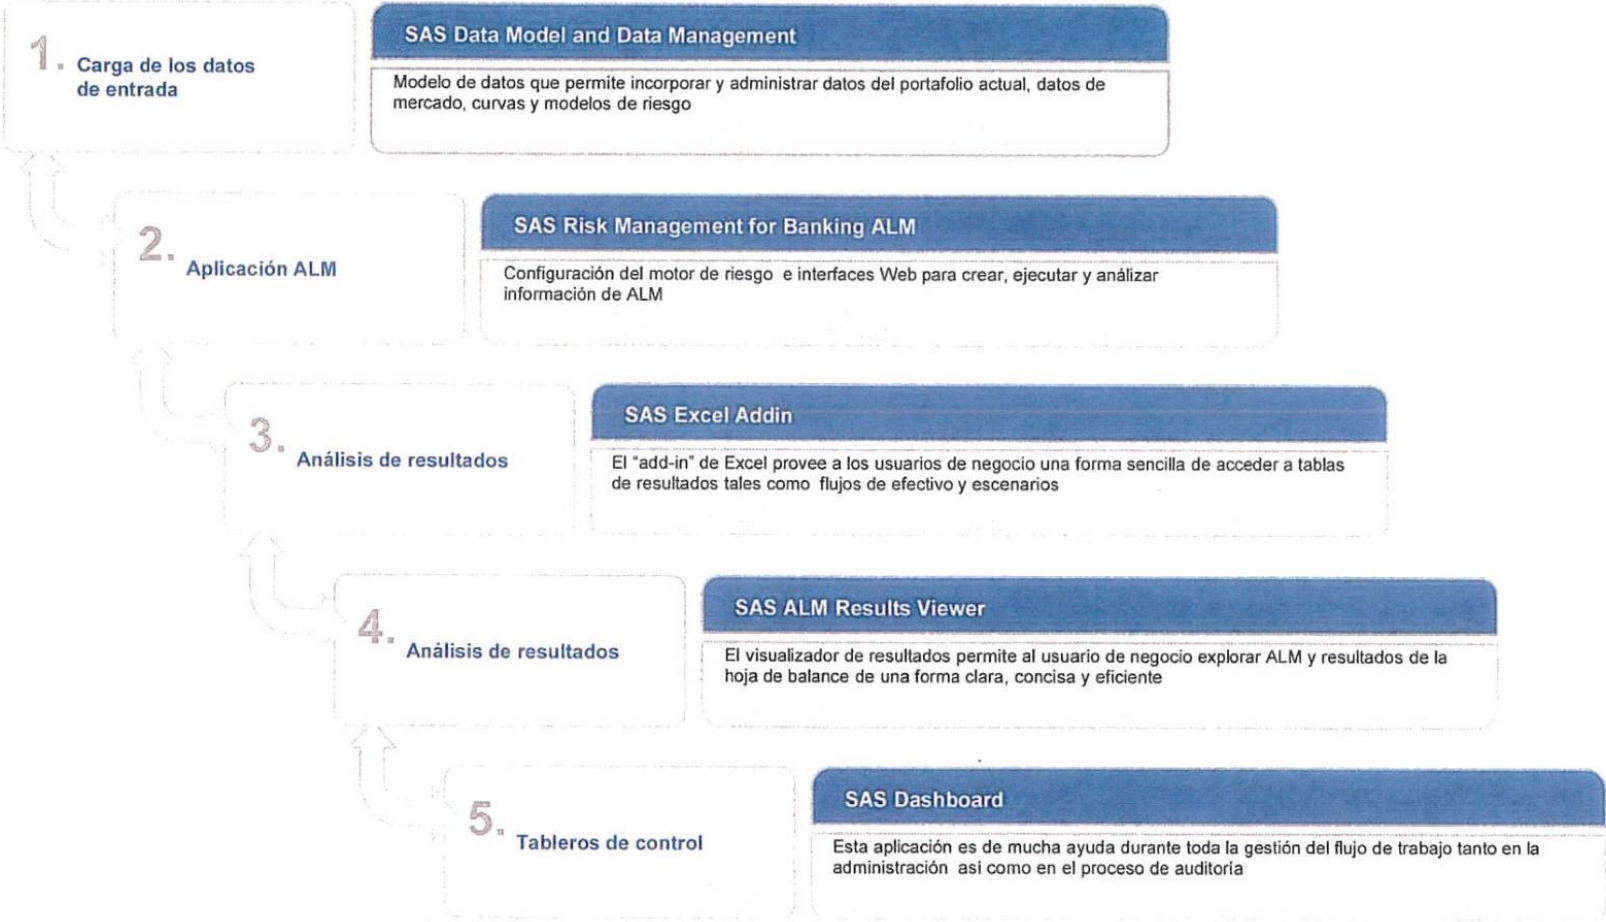 1. Carga de los datos
de entrada
SAS Data Model and Data Management
Modelo de datos que permite incorporar y administrar datos del portafolio actual, datos de
mercado, curvas y modelos de riesgo
2. Aplicación ALM
SAS Risk Management for Banking ALM
Configuración del motor de riesgo e interfaces Web para crear, ejecutar y análizar
información de ALM
3. Análisis de resultados
SAS Excel Addin
El "add-in" de Excel provee a los usuarios de negocio una forma sencilla de acceder a tablas
de resultados tales como flujos de efectivo y escenarios
4. Análisis de resultados
SAS ALM Results Viewer
El visualizador de resultados permite al usuario de negocio explorar ALM y resultados de la
hoja de balance de una forma clara, concisa y eficiente
5. Tableros de control
SAS Dashboard
Esta aplicación es de mucha ayuda durante toda la gestión del flujo de trabajo tanto en la
administración asi como en el proceso de auditoría